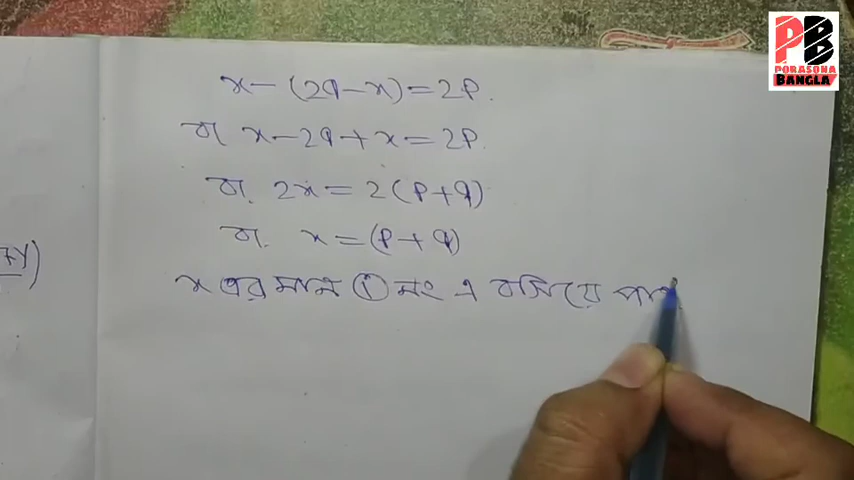 PB
PORASONA
BANGLA
x - (2q - x) = 2p.
বা x - 2q + x = 2p.
বা. 2x = 2(p + q)
বা. x = (p + q)
x এর মান ① নং এ বসিয়ে পাই